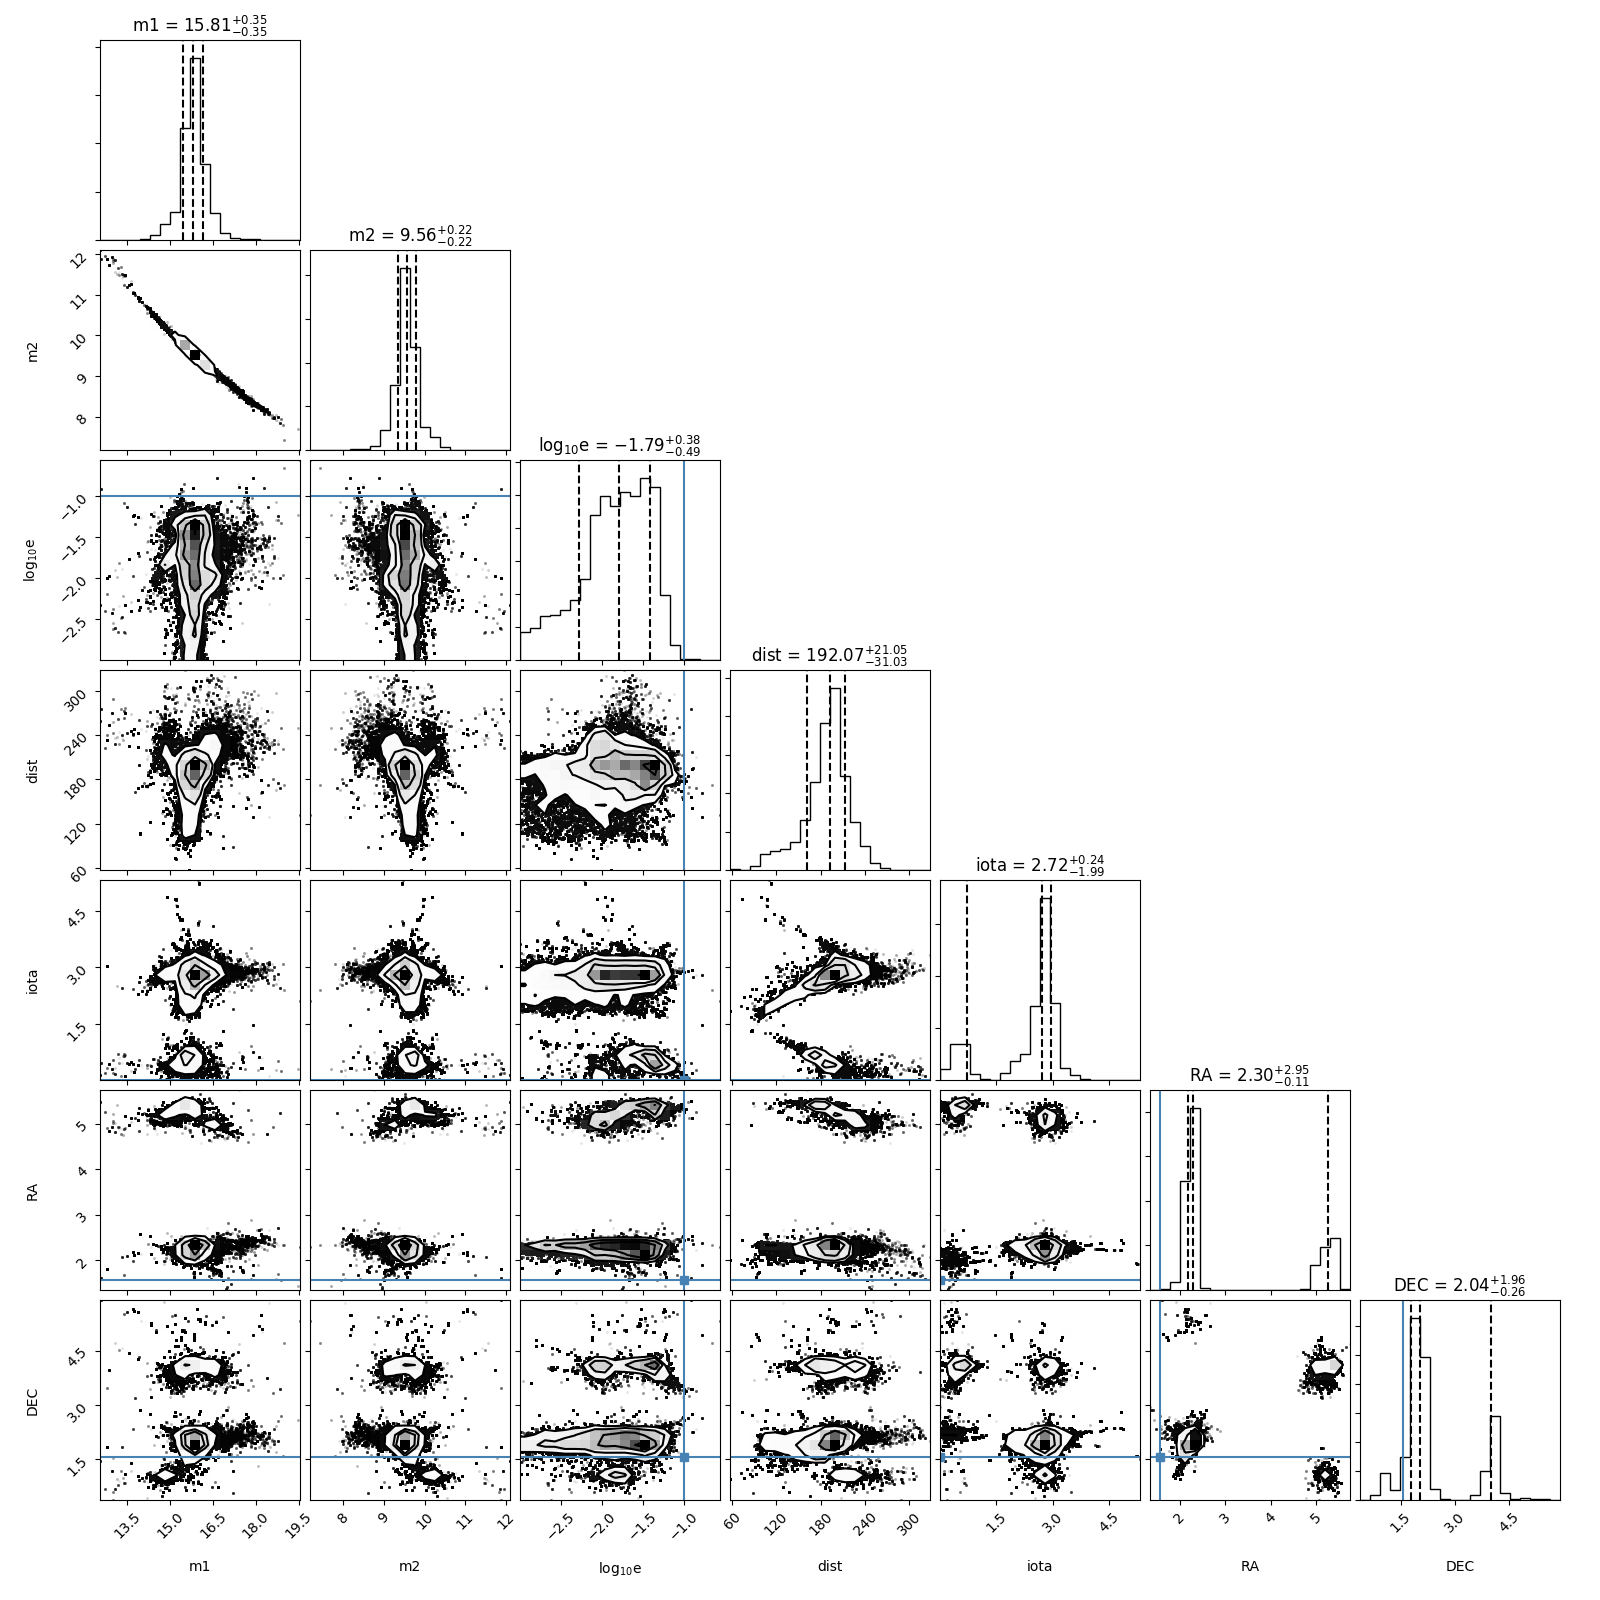 m1 = 15.81+0.35−0.35
m2 = 9.56+0.22−0.22
12
11
10
9
8
m2
log10e = −1.79+0.38−0.49
−1.0
−1.5
−2.0
−2.5
log10e
dist = 192.07+21.05−31.03
300
240
180
120
60
dist
iota = 2.72+0.24−1.99
4.5
3.0
1.5
iota
RA = 2.30+2.95−0.11
5
4
3
2
RA
DEC = 2.04+1.96−0.26
4.5
3.0
1.5
DEC
13.5 15.0 16.5 18.0 19.5 8 9 10 11 12 −2.5 −2.0 −1.5 −1.0 60 120 180 240 300 1.5 3.0 4.5 2 3 4 5 1.5 3.0 4.5
m1 m2 log10e dist iota RA DEC